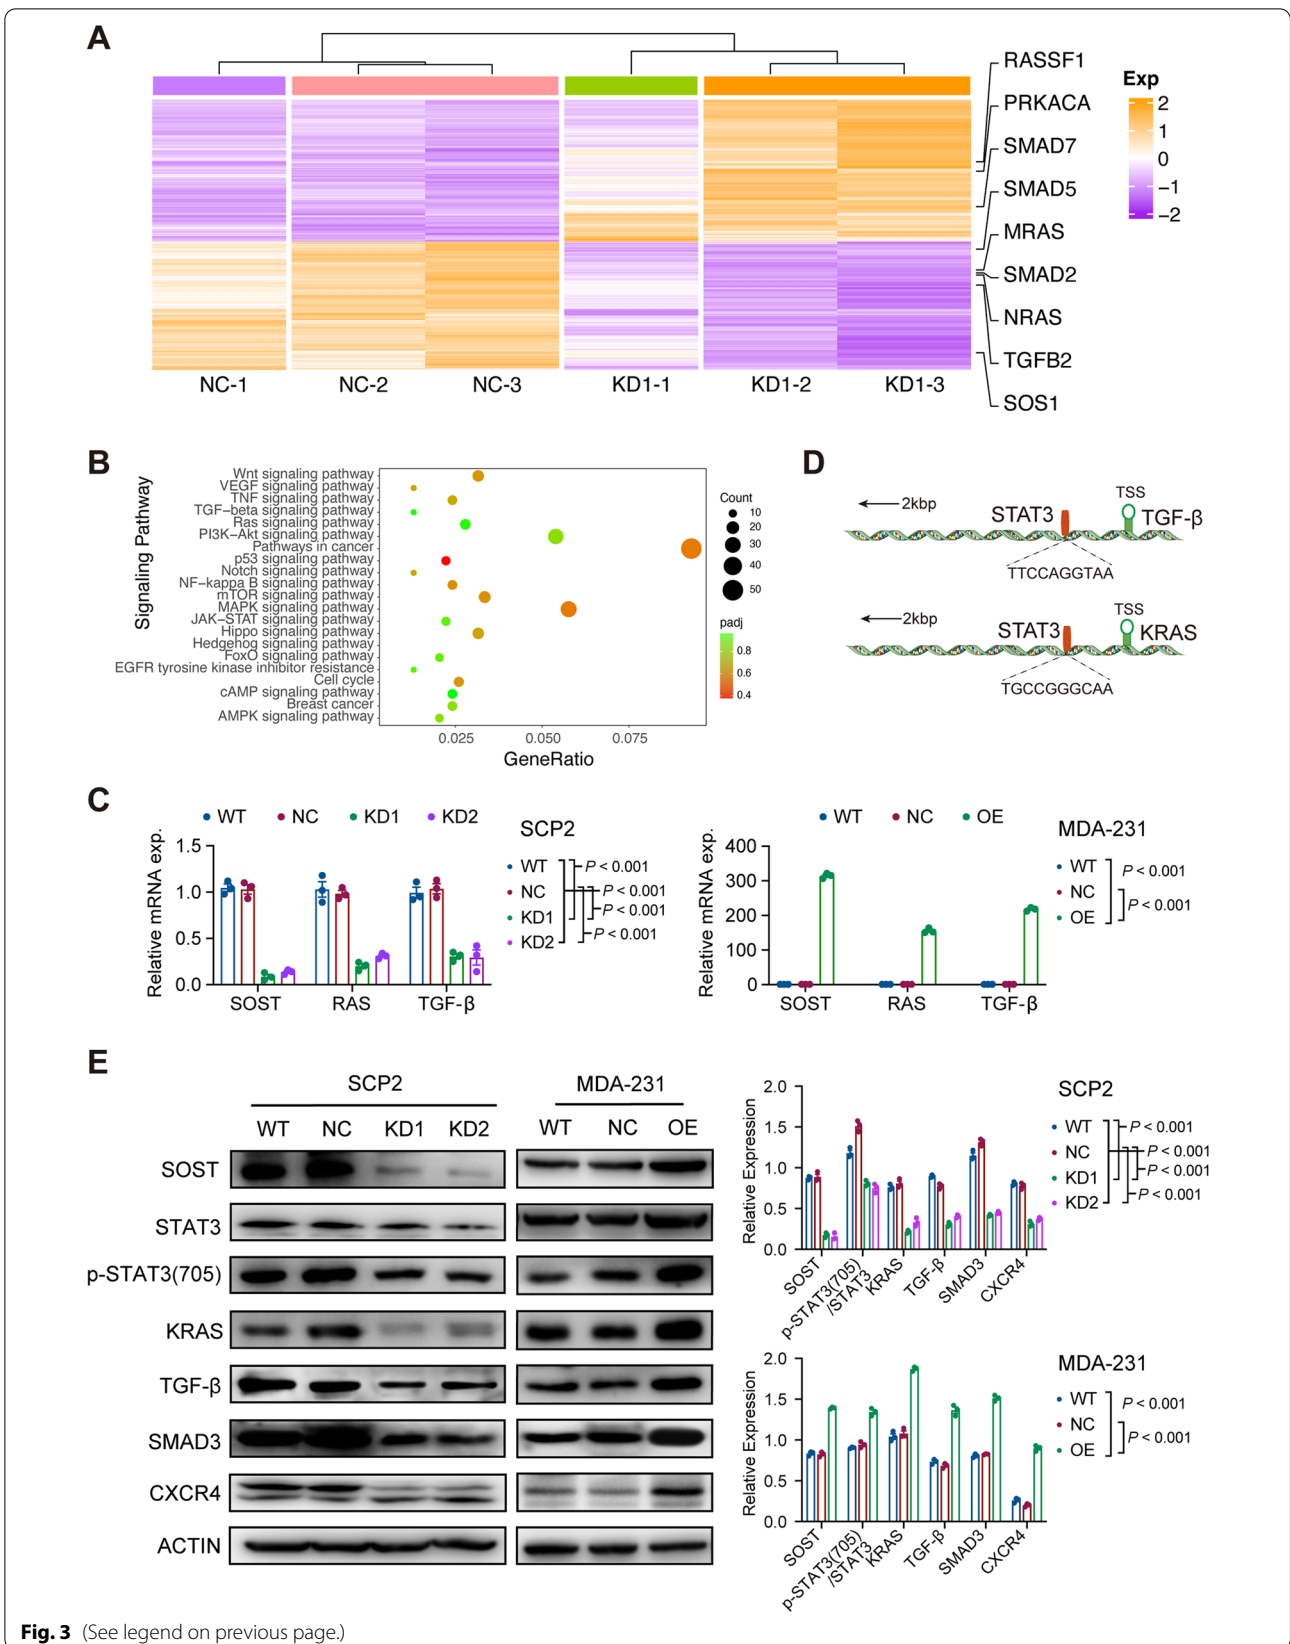 A
RASSF1
PRKACA
SMAD7
SMAD5
MRAS
SMAD2
NRAS
TGFB2
SOS1
Exp
2
1
0
−1
−2
NC-1 NC-2 NC-3 KD1-1 KD1-2 KD1-3
B
Signaling Pathway
Wnt signaling pathway
VEGF signaling pathway
TNF signaling pathway
TGF−beta signaling pathway
Ras signaling pathway
PI3K−Akt signaling pathway
Pathways in cancer
p53 signaling pathway
Notch signaling pathway
NF−kappa B signaling pathway
mTOR signaling pathway
MAPK signaling pathway
JAK−STAT signaling pathway
Hippo signaling pathway
Hedgehog signaling pathway
FoxO signaling pathway
EGFR tyrosine kinase inhibitor resistance
Cell cycle
cAMP signaling pathway
Breast cancer
AMPK signaling pathway
0.025 0.050 0.075
GeneRatio
Count
10
20
30
40
50
padj
0.8
0.6
0.4
D
2kbp
STAT3
TSS
TGF-β
TTCCAGGTAA
2kbp
STAT3
TSS
KRAS
TGCCGGGCAA
C
WT NC KD1 KD2
Relative mRNA exp.
1.5
1.0
0.5
0.0
SOST RAS TGF-β
SCP2
WT
NC
KD1
KD2
P < 0.001
P < 0.001
P < 0.001
P < 0.001
WT NC OE
Relative mRNA exp.
400
300
200
100
0
SOST RAS TGF-β
MDA-231
WT
NC
OE
P < 0.001
P < 0.001
E
SCP2 MDA-231
WT NC KD1 KD2 WT NC OE
SOST
STAT3
p-STAT3(705)
KRAS
TGF-β
SMAD3
CXCR4
ACTIN
Relative Expression
2.0
1.5
1.0
0.5
0.0
SOST
p-STAT3(705)
/STAT3
KRAS
TGF-β
SMAD3
CXCR4
SCP2
WT
NC
KD1
KD2
P < 0.001
P < 0.001
P < 0.001
P < 0.001
Relative Expression
2.0
1.5
1.0
0.5
0.0
SOST
p-STAT3(705)
/STAT3
KRAS
TGF-β
SMAD3
CXCR4
MDA-231
WT
NC
OE
P < 0.001
P < 0.001
Fig. 3 (See legend on previous page.)